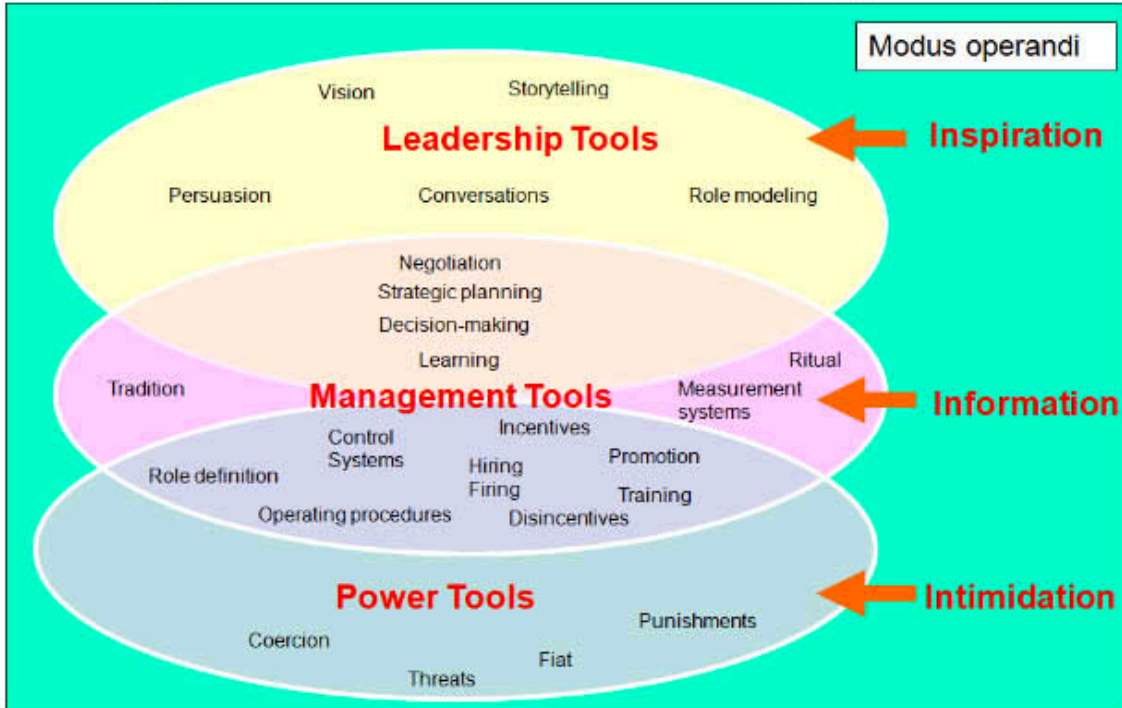 Modus operandi
Vision
Storytelling
Leadership Tools
Inspiration
Persuasion
Conversations
Role modeling
Negotiation
Strategic planning
Decision-making
Learning
Ritual
Tradition
Management Tools
Measurement
systems
Information
Incentives
Control
Systems
Promotion
Role definition
Hiring
Firing
Training
Operating procedures
Disincentives
Power Tools
Intimidation
Punishments
Coercion
Fiat
Threats